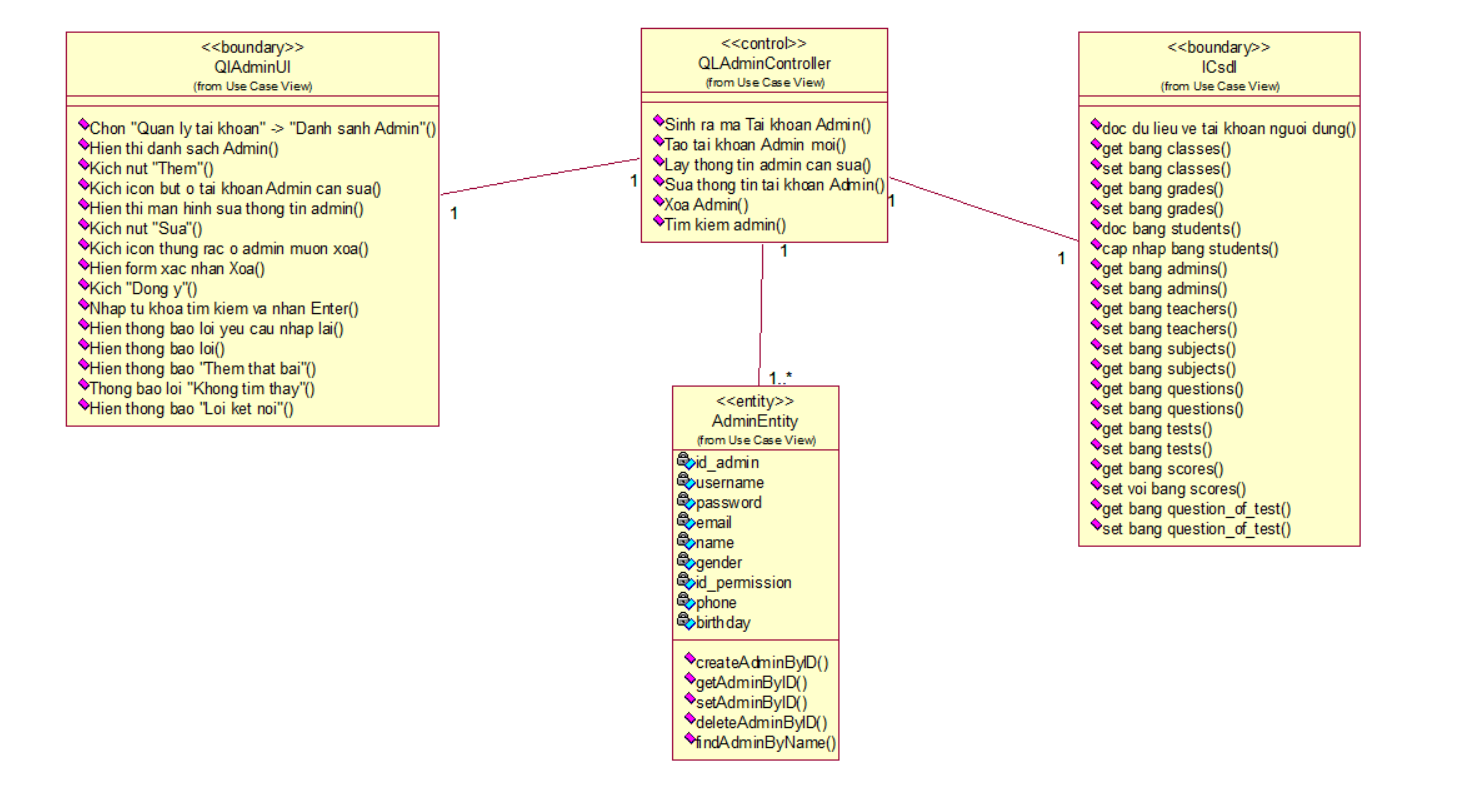 <<boundary>>
QlAdminUI
(from Use Case View)
Chon "Quan ly tai khoan" -> "Danh sanh Admin"()
Hien thi danh sach Admin()
Kich nut "Them"()
Kich icon but o tai khoan Admin can sua()
Hien thi man hinh sua thong tin admin()
Kich nut "Sua"()
Kich icon thung rac o admin muon xoa()
Hien form xac nhan Xoa()
Kich "Dong y"()
Nhap tu khoa tim kiem va nhan Enter()
Hien thong bao loi yeu cau nhap lai()
Hien thong bao loi()
Hien thong bao "Them that bai"()
Thong bao loi "Khong tim thay"()
Hien thong bao "Loi ket noi"()
1
1
<<control>>
QLAdminController
(from Use Case View)
Sinh ra ma Tai khoan Admin()
Tao tai khoan Admin moi()
Lay thong tin admin can sua()
Sua thong tin tai khoan Admin()
Xoa Admin()
Tim kiem admin()
1
1
1
1..*
<<entity>>
AdminEntity
(from Use Case View)
id_admin
username
password
email
name
gender
id_permission
phone
birthday
createAdminByID()
getAdminByID()
setAdminByID()
deleteAdminByID()
findAdminByName()
<<boundary>>
ICsdl
(from Use Case View)
doc du lieu ve tai khoan nguoi dung()
get bang classes()
set bang classes()
get bang grades()
set bang grades()
doc bang students()
cap nhap bang students()
get bang admins()
set bang admins()
get bang teachers()
set bang teachers()
set bang subjects()
get bang subjects()
get bang questions()
set bang questions()
get bang tests()
set bang tests()
get bang scores()
set voi bang scores()
get bang question_of_test()
set bang question_of_test()